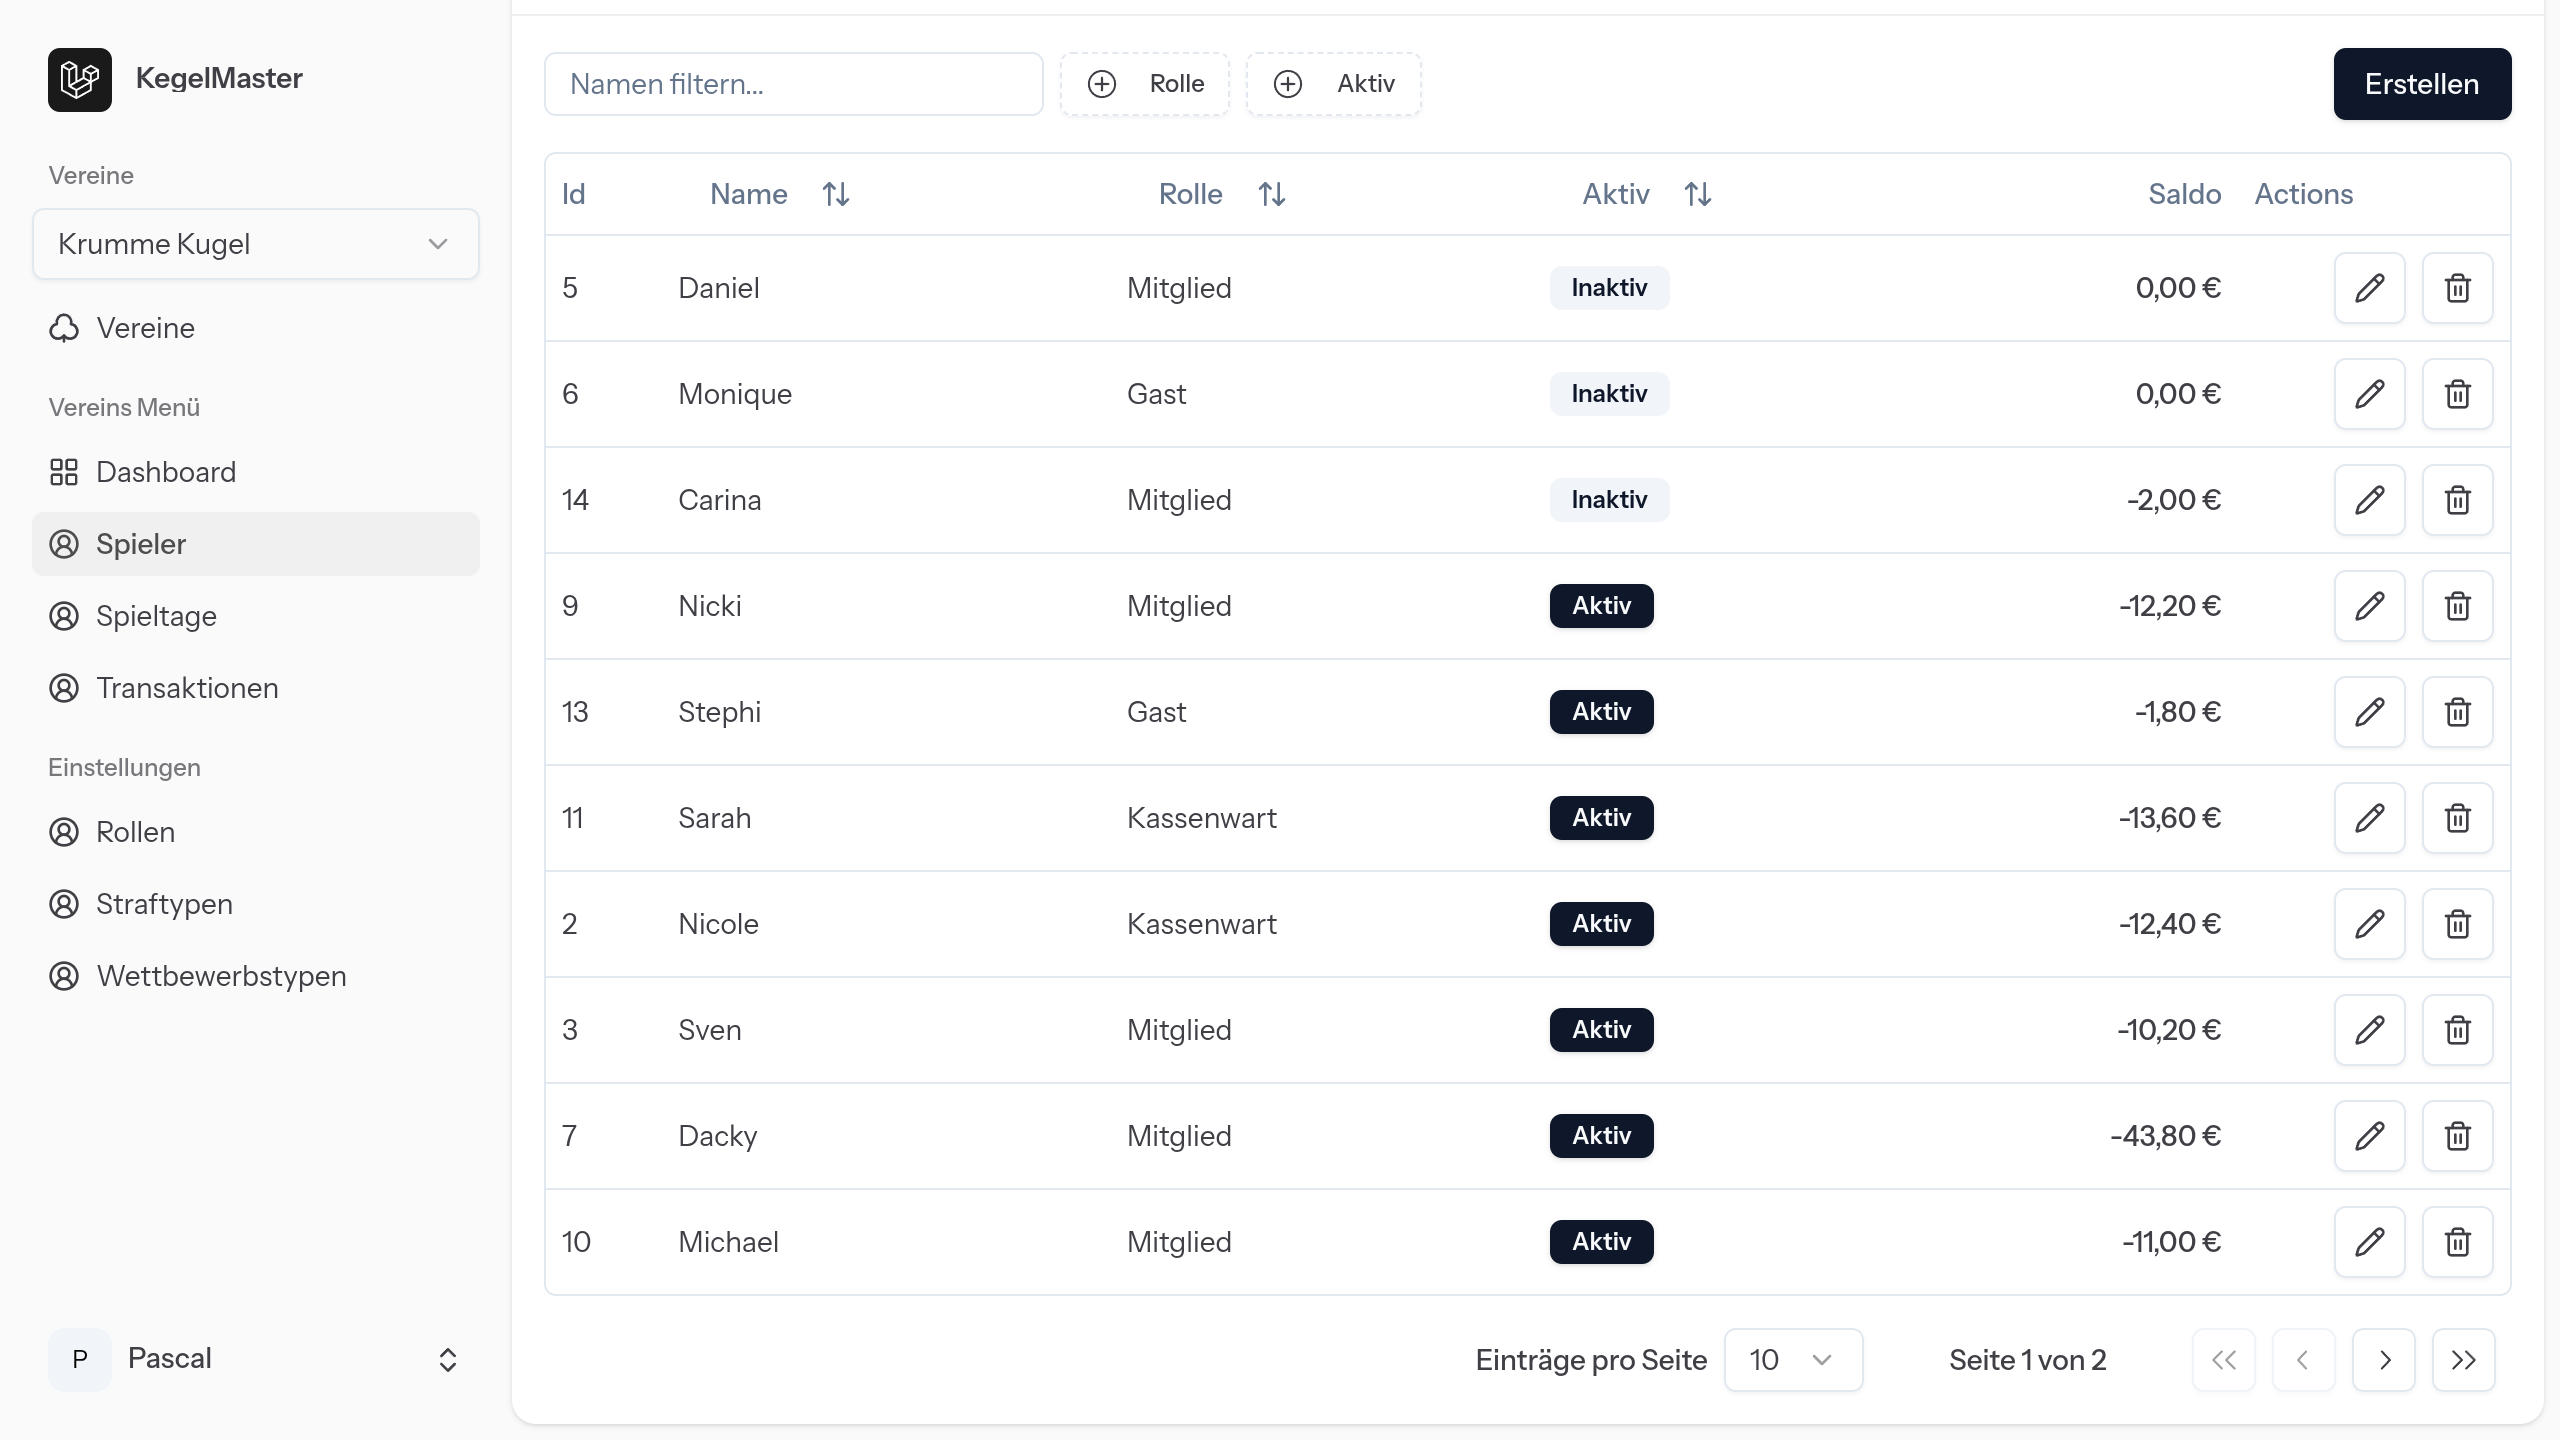 KegelMaster
Vereine
Krumme Kugel
Vereine
Vereins Menü
Dashboard
Spieler
Spieltage
Transaktionen
Einstellungen
Rollen
Straftypen
Wettbewerbstypen
P Pascal
Namen filtern... Rolle Aktiv Erstellen
Id Name Rolle Aktiv Saldo Actions
5 Daniel Mitglied Inaktiv 0,00 €
6 Monique Gast Inaktiv 0,00 €
14 Carina Mitglied Inaktiv -2,00 €
9 Nicki Mitglied Aktiv -12,20 €
13 Stephi Gast Aktiv -1,80 €
11 Sarah Kassenwart Aktiv -13,60 €
2 Nicole Kassenwart Aktiv -12,40 €
3 Sven Mitglied Aktiv -10,20 €
7 Dacky Mitglied Aktiv -43,80 €
10 Michael Mitglied Aktiv -11,00 €
Einträge pro Seite 10 Seite 1 von 2